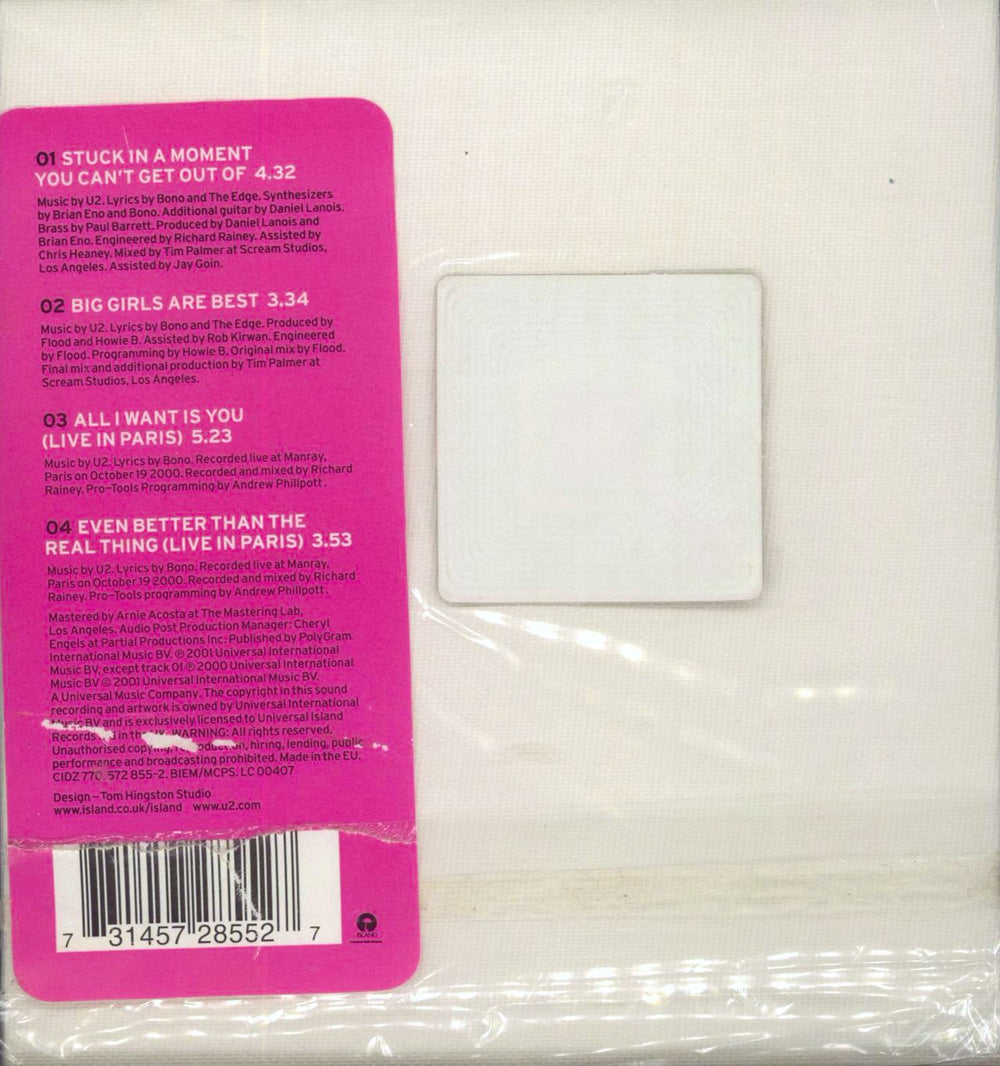 01 STUCK IN A MOMENT
YOU CAN'T GET OUT OF 4.32
Music by U2. Lyrics by Bono and The Edge. Synthesizers
by Brian Eno and Bono. Additional guitar by Daniel Lanois.
Brass by Paul Barrett. Produced by Daniel Lanois and
Brian Eno. Engineered by Richard Rainey. Assisted by
Chris Heaney. Mixed by Tim Palmer at Scream Studios,
Los Angeles. Assisted by Jay Goin.
02 BIG GIRLS ARE BEST 3.34
Music by U2. Lyrics by Bono and The Edge. Produced by
Flood and Howie B. Assisted by Rob Kirwan. Engineered
by Flood. Programming by Howie B. Original mix by Flood.
Final mix and additional production by Tim Palmer at
Scream Studios, Los Angeles.
03 ALL I WANT IS YOU
(LIVE IN PARIS) 5.23
Music by U2. Lyrics by Bono. Recorded live at Manray,
Paris on October 19 2000. Recorded and mixed by Richard
Rainey. Pro-Tools Programming by Andrew Phillpott.
04 EVEN BETTER THAN THE
REAL THING (LIVE IN PARIS) 3.53
Music by U2. Lyrics by Bono. Recorded live at Manray,
Paris on October 19 2000. Recorded and mixed by Richard
Rainey. Pro-Tools programming by Andrew Phillpott.
Mastered by Arnie Acosta at The Mastering Lab,
Los Angeles. Audio Post Production Manager: Cheryl
Engels at Partial Productions Inc. Published by PolyGram
International Music BV. ℗ 2001 Universal International
Music BV, except track 01 ℗ 2000 Universal International
Music BV © 2001 Universal International Music BV.
A Universal Music Company. The copyright in this sound
recording and artwork is owned by Universal International
Music BV and is exclusively licensed to Universal Island
Records in the WARNING: All rights reserved.
Unauthorised hiring, lending, public
performance and broadcasting prohibited. Made in the EU.
CIDZ 770, 572 855-2. BIEM/MCPS. LC 00407
Design – Tom Hingston Studio
www.island.co.uk/island www.u2.com
7 31457 28552 7
ISLAND